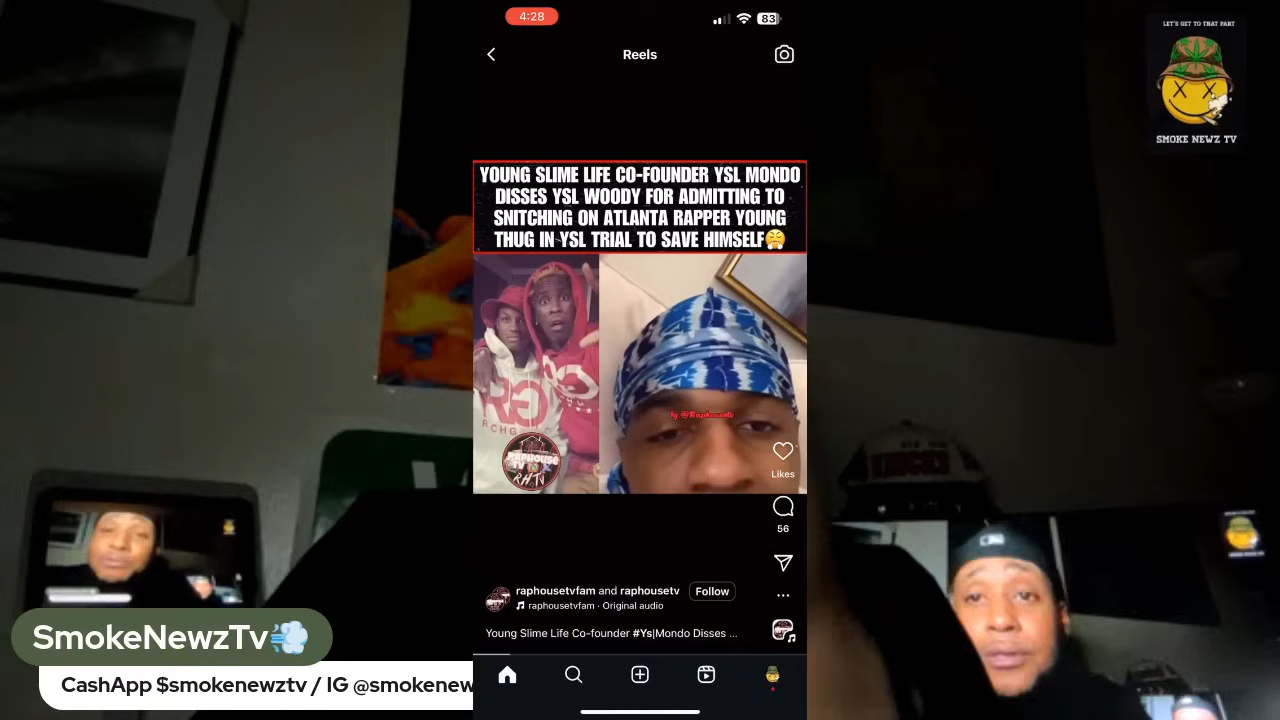 4:28
83
Reels
LET'S GET TO THAT PART
SMOKE NEWZ TV
YOUNG SLIME LIFE CO-FOUNDER YSL MONDO
DISSES YSL WOODY FOR ADMITTING TO
SNITCHING ON ATLANTA RAPPER YOUNG
THUG IN YSL TRIAL TO SAVE HIMSELF😤
RAPHOUSE
TV
RHTV
Likes
56
raphousetvfam and raphousetv
Follow
raphousetvfam · Original audio
Young Slime Life Co-founder #Ys|Mondo Disses ...
SmokeNewzTv💨
CashApp $smokenewztv / IG @smokenew